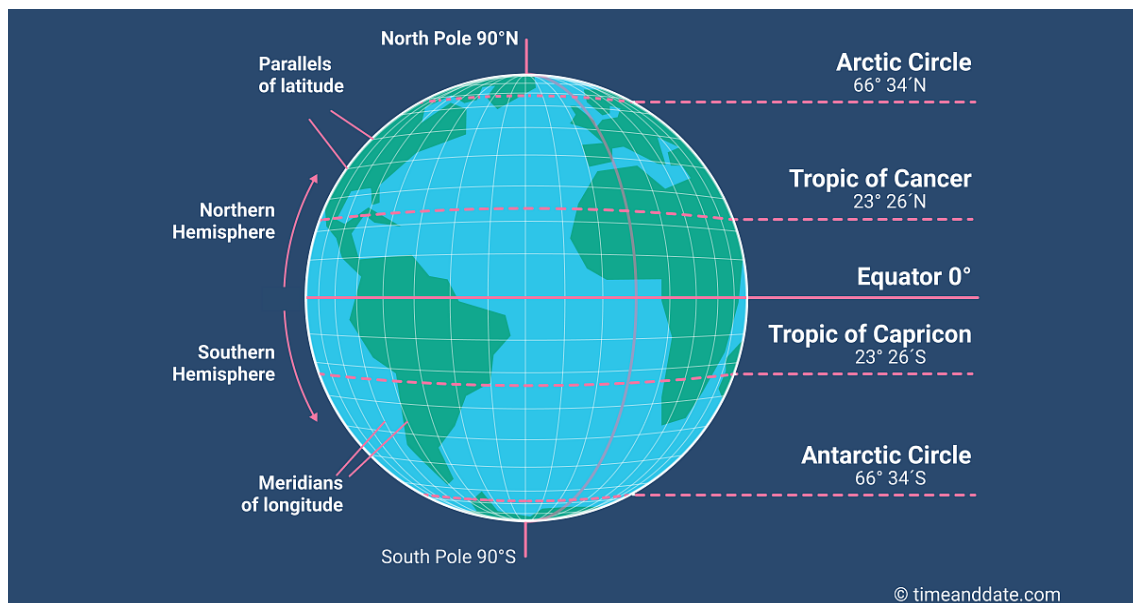 North Pole 90°N
Parallels
of latitude
Arctic Circle
66° 34´N
Tropic of Cancer
23° 26´N
Northern
Hemisphere
Equator 0°
Tropic of Capricon
23° 26´S
Southern
Hemisphere
Antarctic Circle
66° 34´S
Meridians
of longitude
South Pole 90°S
© timeanddate.com